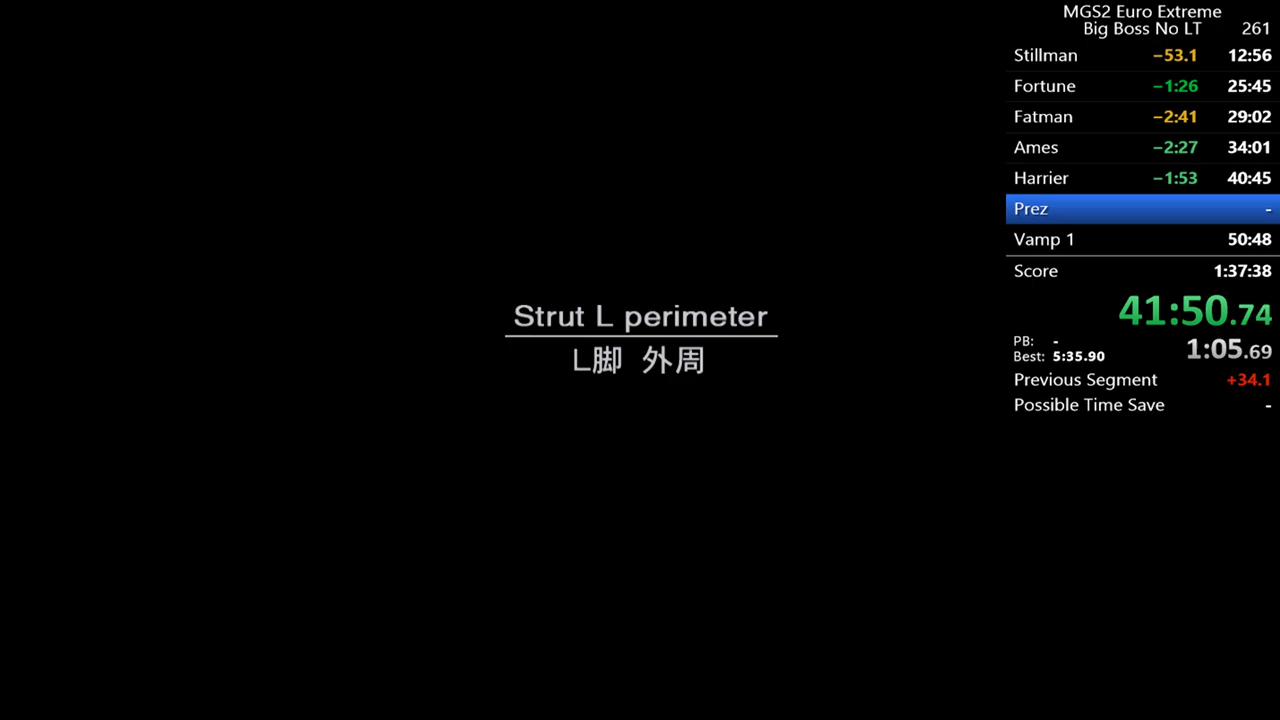 MGS2 Euro Extreme
Big Boss No LT 261
Stillman −53.1 12:56
Fortune −1:26 25:45
Fatman −2:41 29:02
Ames −2:27 34:01
Harrier −1:53 40:45
Prez -
Vamp 1 50:48
Score 1:37:38
41:50.74
PB: -
Best: 5:35.90
1:05.69
Previous Segment +34.1
Possible Time Save -
Strut L perimeter
L脚 外周